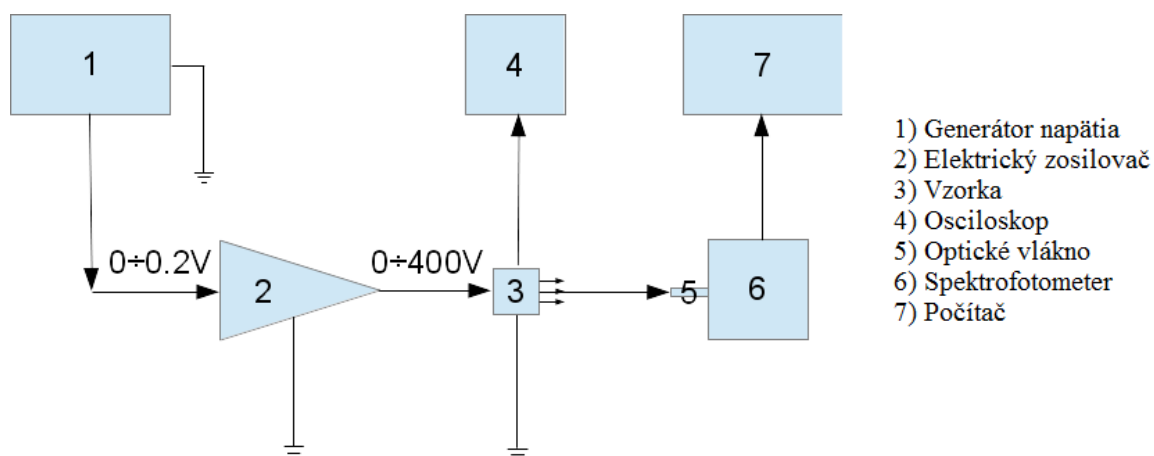 1
4
7
0÷0.2V
2
0÷400V
3
5
6
1) Generátor napätia
2) Elektrický zosilovač
3) Vzorka
4) Osciloskop
5) Optické vlákno
6) Spektrofotometer
7) Počítač